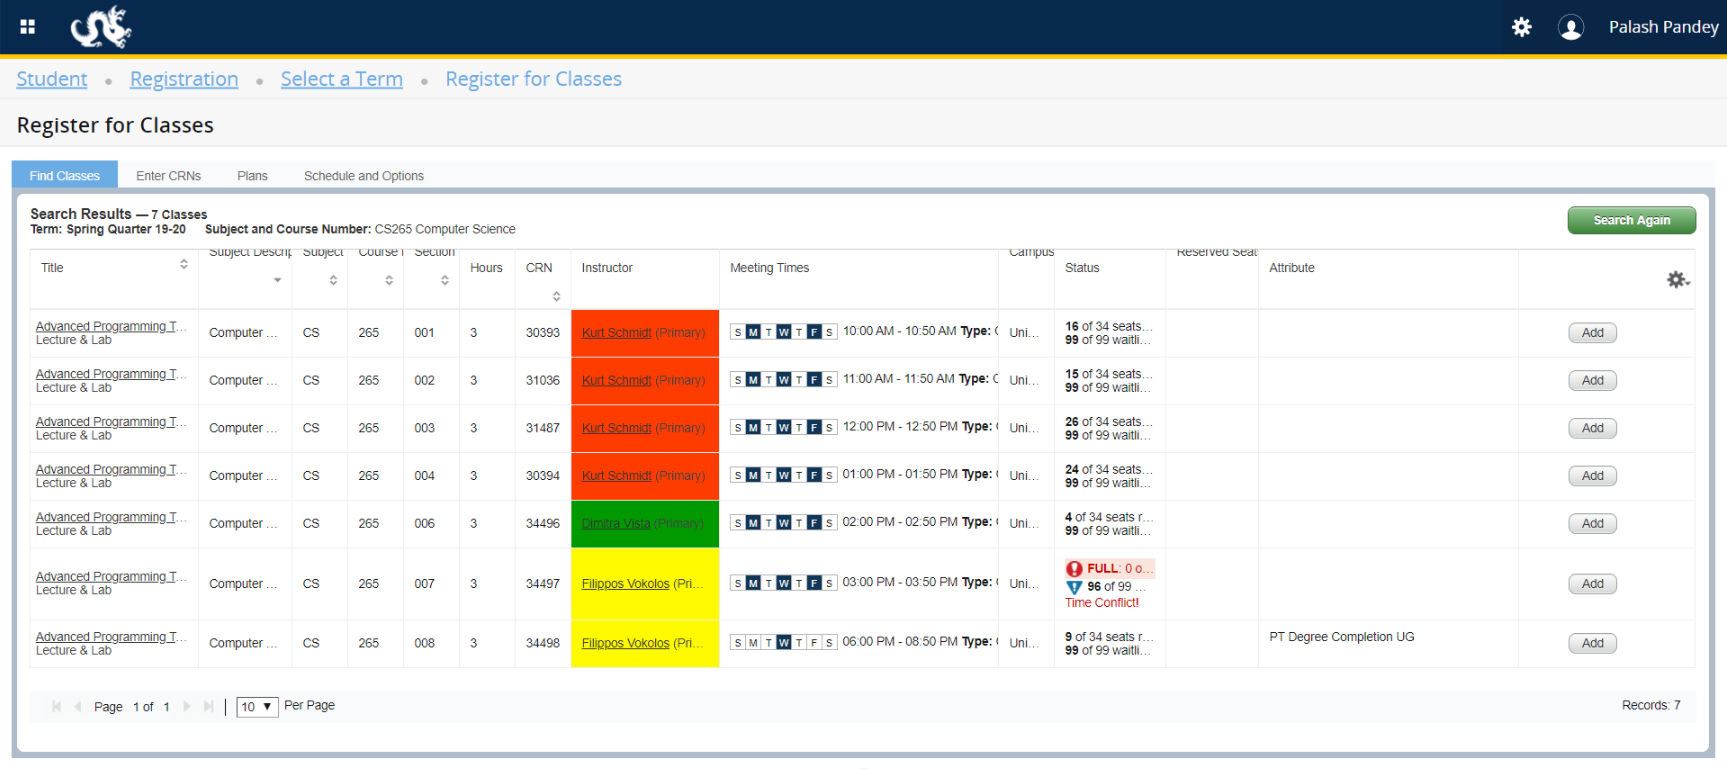 Palash Pandey
Student • Registration • Select a Term • Register for Classes
Register for Classes
Find Classes Enter CRNs Plans Schedule and Options
Search Results — 7 Classes
Term: Spring Quarter 19-20 Subject and Course Number: CS265 Computer Science
Search Again
Title Subject Descrip Subject Course Section Hours CRN Instructor Meeting Times Campus Status Reserved Seat Attribute
Advanced Programming T... Computer ... CS 265 001 3 30393 Kurt Schmidt (Primary) S M T W T F S 10:00 AM - 10:50 AM Type: Uni... 16 of 34 seats... Add
Lecture & Lab 99 of 99 waitli...
Advanced Programming T... Computer ... CS 265 002 3 31036 Kurt Schmidt (Primary) S M T W T F S 11:00 AM - 11:50 AM Type: Uni... 15 of 34 seats... Add
Lecture & Lab 99 of 99 waitli...
Advanced Programming T... Computer ... CS 265 003 3 31487 Kurt Schmidt (Primary) S M T W T F S 12:00 PM - 12:50 PM Type: Uni... 26 of 34 seats... Add
Lecture & Lab 99 of 99 waitli...
Advanced Programming T... Computer ... CS 265 004 3 30394 Kurt Schmidt (Primary) S M T W T F S 01:00 PM - 01:50 PM Type: Uni... 24 of 34 seats... Add
Lecture & Lab 99 of 99 waitli...
Advanced Programming T... Computer ... CS 265 006 3 34496 Dimitra Vista (Primary) S M T W T F S 02:00 PM - 02:50 PM Type: Uni... 4 of 34 seats r... Add
Lecture & Lab 99 of 99 waitli...
Advanced Programming T... Computer ... CS 265 007 3 34497 Filippos Vokolos (Pri... S M T W T F S 03:00 PM - 03:50 PM Type: Uni... FULL: 0 o... Add
Lecture & Lab 96 of 99 ...
Time Conflict!
Advanced Programming T... Computer ... CS 265 008 3 34498 Filippos Vokolos (Pri... S M T W T F S 06:00 PM - 08:50 PM Type: Uni... 9 of 34 seats r... PT Degree Completion UG Add
Lecture & Lab 99 of 99 waitli...
Page 1 of 1 | 10 Per Page Records: 7